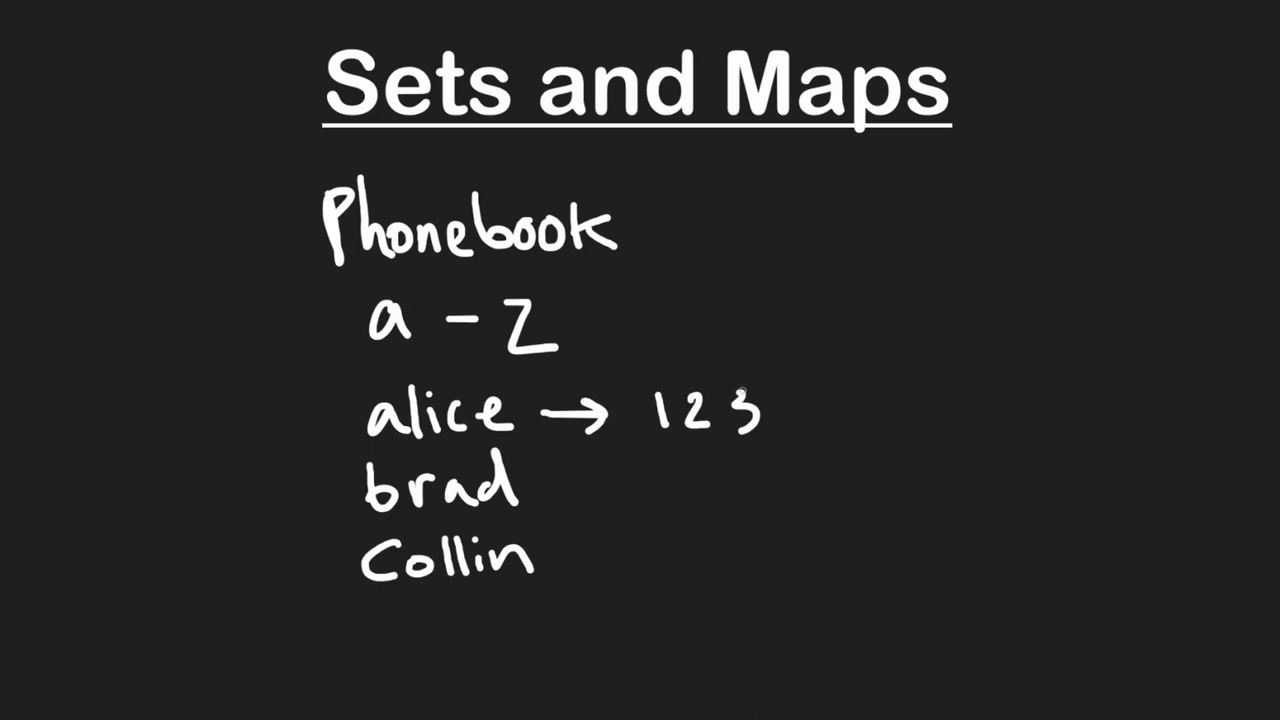 Sets and Maps
Phonebook
a - z
alice → 123
brad
Collin